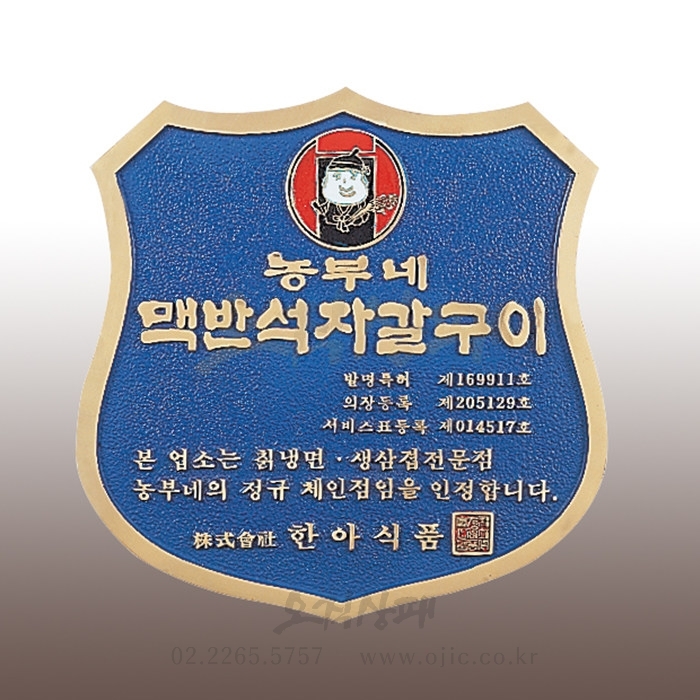 농부네
맥반석자갈구이
발명특허 제169911호
의장등록 제205129호
서비스표등록 제014517호
본 업소는 칡냉면·생삼겹전문점
농부네의 정규 체인점임을 인정합니다.
株式會社 한아식품
오직상패
02.2265.5757 www.ojic.co.kr